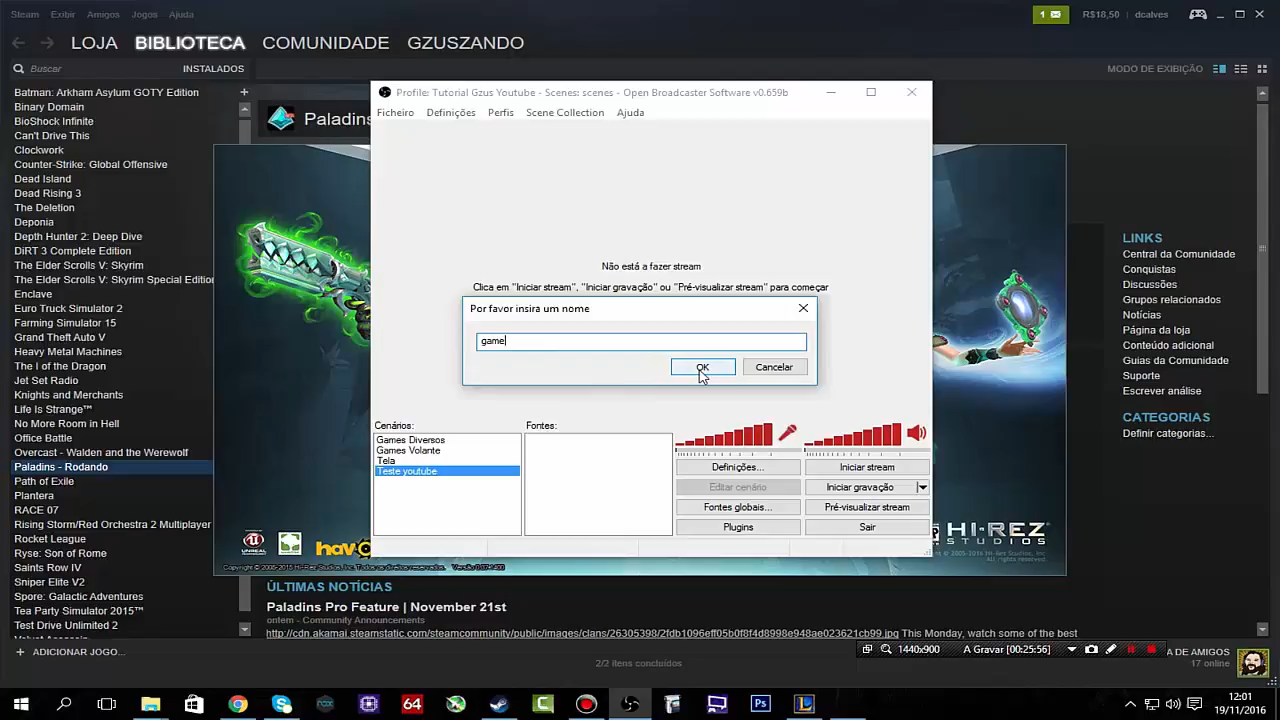 Steam Exibir Amigos Jogos Ajuda
1
R$18,50 dcalves
LOJA BIBLIOTECA COMUNIDADE GZUSZANDO
Buscar INSTALADOS
MODO DE EXIBIÇÃO
Batman: Arkham Asylum GOTY Edition
Binary Domain
BioShock Infinite
Can't Drive This
Clockwork
Counter-Strike: Global Offensive
Dead Island
Dead Rising 3
The Deletion
Deponia
Depth Hunter 2: Deep Dive
DiRT 3 Complete Edition
The Elder Scrolls V: Skyrim
The Elder Scrolls V: Skyrim Special Edition
Enclave
Euro Truck Simulator 2
Farming Simulator 15
Grand Theft Auto V
Heavy Metal Machines
I of the Dragon
Jet Set Radio
Knights and Merchants
Life Is Strange™
No More Room in Hell
Office Battle
Overcast - Walden and the Werewolf
Paladins - Rodando
Path of Exile
Plantera
RACE 07
Rising Storm/Red Orchestra 2 Multiplayer
Rocket League
Ryse: Son of Rome
Saints Row IV
Sniper Elite V2
Spore: Galactic Adventures
Tea Party Simulator 2015™
Test Drive Unlimited 2
ADICIONAR JOGO...
Paladins
Profile: Tutorial Gzus Youtube - Scenes: scenes - Open Broadcaster Software v0.659b
Ficheiro Definições Perfis Scene Collection Ajuda
Não está a fazer stream
Clica em "Iniciar stream", "Iniciar gravação" ou "Pré-visualizar stream" para começar
Por favor insira um nome
game
OK Cancelar
Cenários: Fontes:
Games Diversos
Games Volante
Tela
Teste youtube
Definições... Iniciar stream
Editar cenário Iniciar gravação
Fontes globais... Pré-visualizar stream
Plugins Sair
LINKS
Central da Comunidade
Conquistas
Discussões
Grupos relacionados
Notícias
Página da loja
Conteúdo adicional
Guias da Comunidade
Suporte
Escrever análise
CATEGORIAS
Definir categorias...
UNREAL
havo
HI-REZ
STUDIOS
ÚLTIMAS NOTÍCIAS
Paladins Pro Feature | November 21st
ontem - Community Announcements
http://cdn.akamai.steamstatic.com/steamcommunity/public/images/clans/26305398/2fdb1096eff05b0f8f4d8998e948ae023621cb99.jpg This Monday, watch some of the best
1440x900 A Gravar [00:25:56]
A DE AMIGOS
17 online
2/2 itens concluídos
64
Ps
12:01
19/11/2016